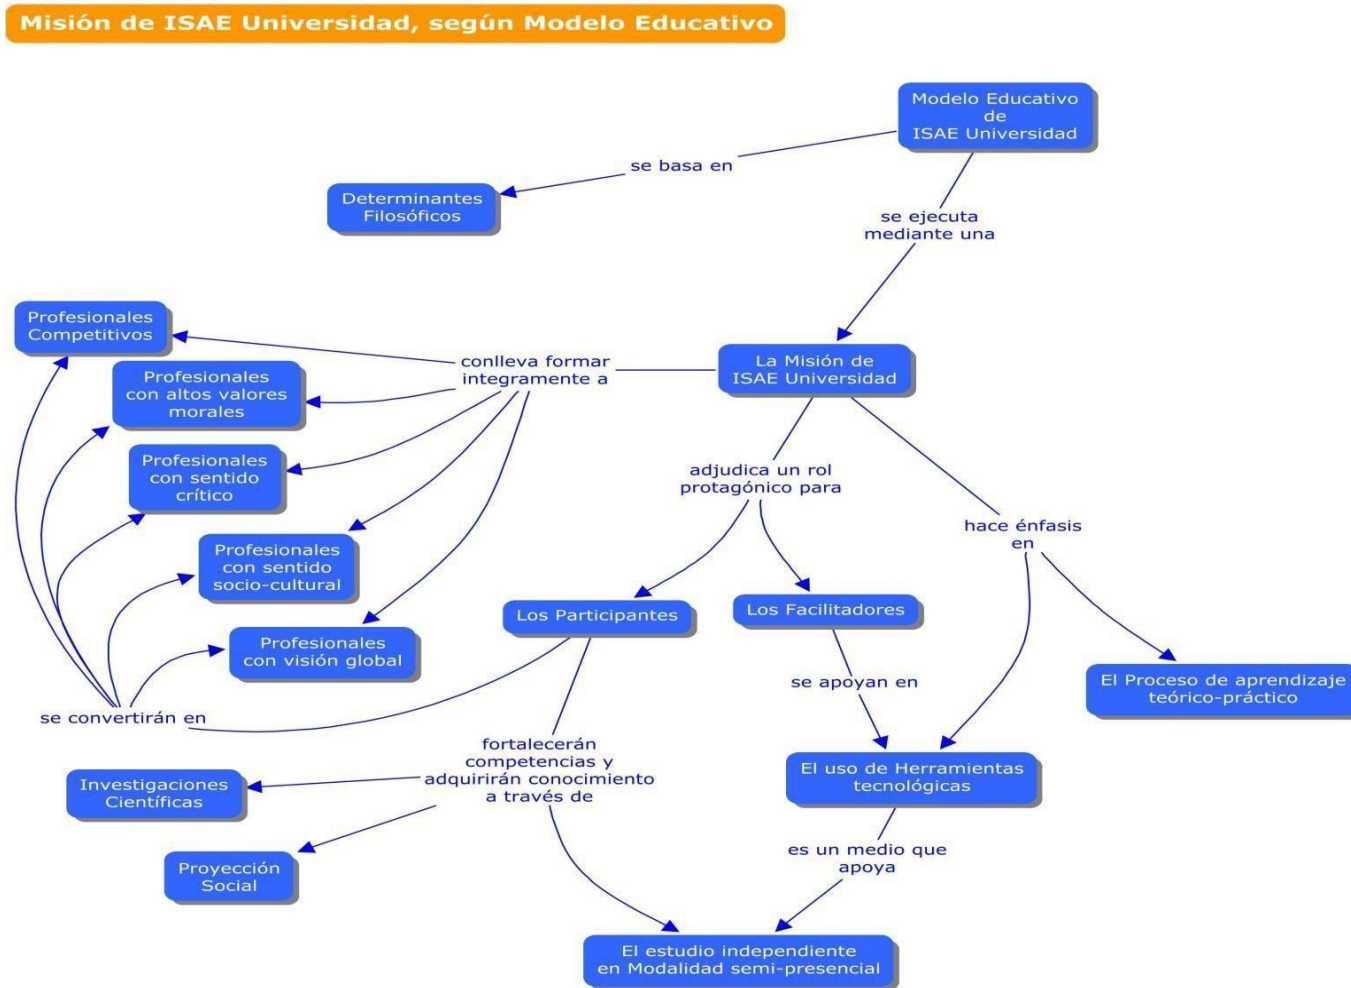 Misión de ISAE Universidad, según Modelo Educativo
Modelo Educativo
de
ISAE Universidad
se basa en
Determinantes
Filosóficos
se ejecuta
mediante una
La Misión de
ISAE Universidad
conlleva formar
integramente a
Profesionales
Competitivos
Profesionales
con altos valores
morales
Profesionales
con sentido
crítico
Profesionales
con sentido
socio-cultural
Profesionales
con visión global
adjudica un rol
protagónico para
hace énfasis
en
Los Participantes
Los Facilitadores
El Proceso de aprendizaje
teórico-práctico
se apoyan en
se convertirán en
fortalecerán
competencias y
adquirirán conocimiento
a través de
El uso de Herramientas
tecnológicas
Investigaciones
Científicas
Proyección
Social
es un medio que
apoya
El estudio independiente
en Modalidad semi-presencial